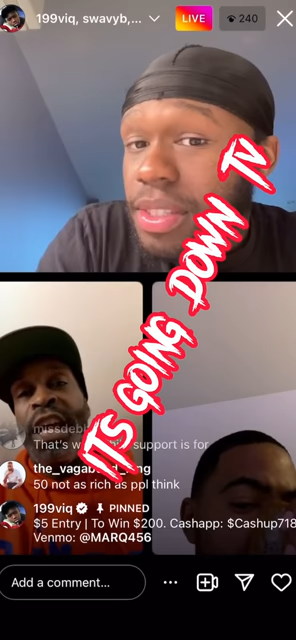 199viq, swavyb,...
LIVE
240
ITS GOING DOWN TV
That's w support is for
50 not as rich as ppl think
199viq
PINNED
$5 Entry | To Win $200. Cashapp: $Cashup718
Venmo: @MARQ456
Add a comment...